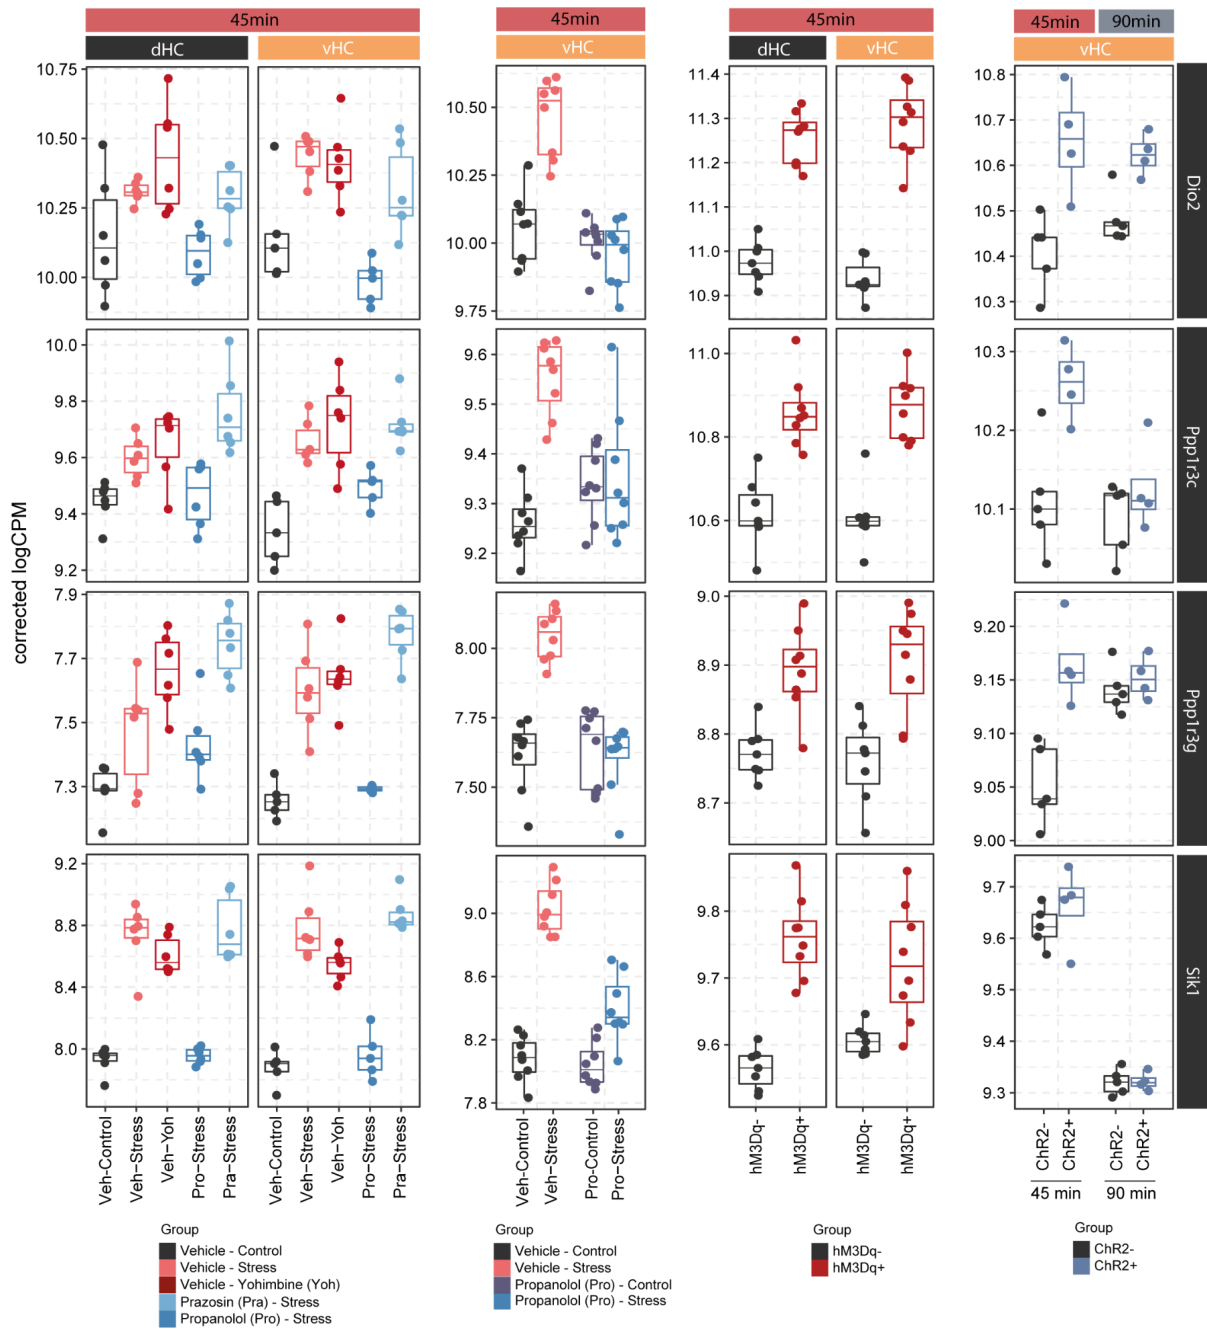 45min
45min
45min
45min
90min
dHC
vHC
vHC
dHC
vHC
vHC
corrected logCPM
10.75
10.50
10.25
10.00
10.50
10.25
10.00
9.75
11.4
11.3
11.2
11.1
11.0
10.9
10.8
10.7
10.6
10.5
10.4
10.3
Dio2
10.0
9.8
9.6
9.4
9.2
9.6
9.5
9.4
9.3
9.2
11.0
10.8
10.6
10.3
10.2
10.1
Ppp1r3c
7.9
7.7
7.5
7.3
8.00
7.75
7.50
9.0
8.9
8.8
8.7
9.20
9.15
9.10
9.05
9.00
Ppp1r3g
9.2
8.8
8.4
8.0
9.0
8.6
8.2
7.8
9.8
9.7
9.6
9.7
9.6
9.5
9.4
9.3
Sik1
Veh-Control
Veh-Stress
Veh-Yoh
Pro-Stress
Pra-Stress
Veh-Control
Veh-Stress
Veh-Yoh
Pro-Stress
Pra-Stress
Veh-Control
Veh-Stress
Pro-Control
Pro-Stress
hM3Dq-
hM3Dq+
hM3Dq-
hM3Dq+
ChR2-
ChR2+
ChR2-
ChR2+
45 min
90 min
Group
Vehicle - Control
Vehicle - Stress
Vehicle - Yohimbine (Yoh)
Prazosin (Pra) - Stress
Propanolol (Pro) - Stress
Group
Vehicle - Control
Vehicle - Stress
Propanolol (Pro) - Control
Propanolol (Pro) - Stress
Group
hM3Dq-
hM3Dq+
Group
ChR2-
ChR2+